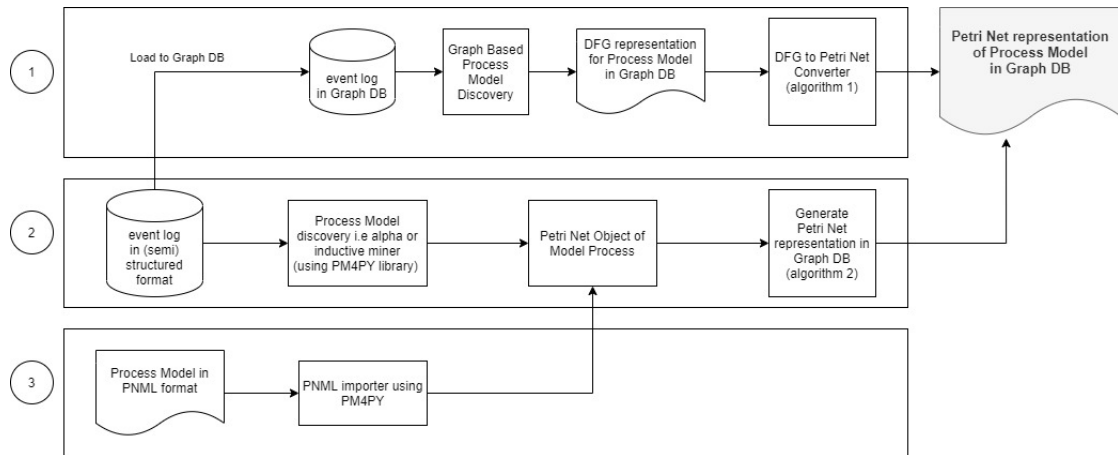 1
Load to Graph DB
event log
in Graph DB
Graph Based
Process
Model
Discovery
DFG representation
for Process Model
in Graph DB
DFG to Petri Net
Converter
(algorithm 1)
Petri Net representation
of Process Model
in Graph DB
2
event log
in (semi)
structured
format
Process Model
discovery i.e alpha or
inductive miner
(using PM4PY library)
Petri Net Object of
Model Process
Generate
Petri Net
representation in
Graph DB
(algorithm 2)
3
Process Model in
PNML format
PNML importer using
PM4PY